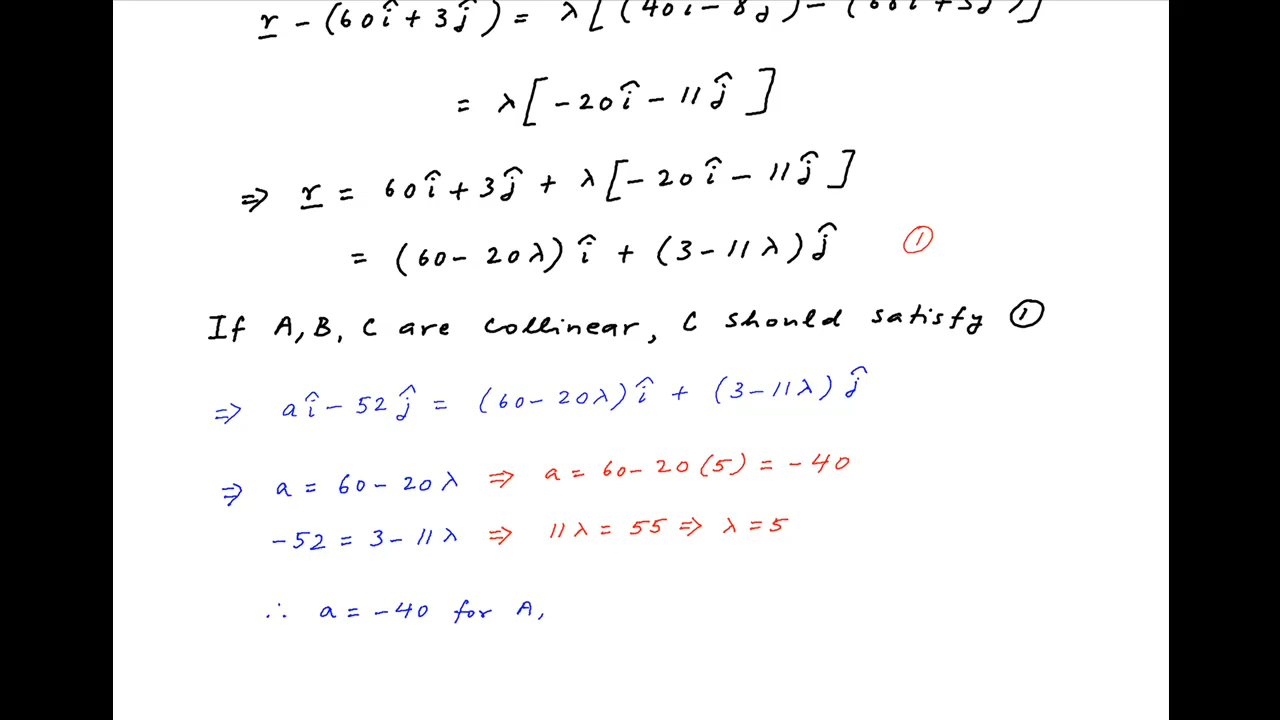 r - (60î + 3ĵ) = λ[(40î - 8ĵ) - (60î + 3ĵ)]
= λ[-20î - 11ĵ]
⇒ r = 60î + 3ĵ + λ[-20î - 11ĵ]
= (60 - 20λ)î + (3 - 11λ)ĵ ①
If A, B, C are collinear, C should satisfy ①
⇒ aî - 52ĵ = (60 - 20λ)î + (3 - 11λ)ĵ
⇒ a = 60 - 20λ ⇒ a = 60 - 20(5) = -40
-52 = 3 - 11λ ⇒ 11λ = 55 ⇒ λ = 5
∴ a = -40 for A,